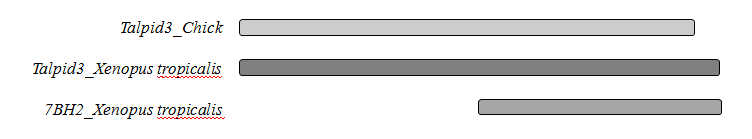 Talpid3_Chick
Talpid3_Xenopus tropicalis
7BH2_Xenopus tropicalis